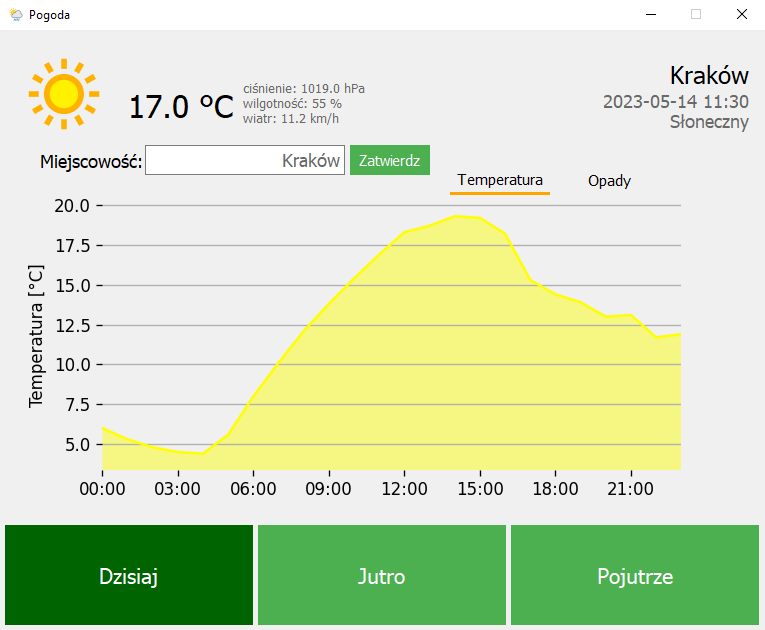 Pogoda
Kraków
17.0 °C
ciśnienie: 1019.0 hPa
wilgotność: 55 %
wiatr: 11.2 km/h
2023-05-14 11:30
Słoneczny
Miejscowość: Kraków Zatwierdz
Temperatura Opady
Temperatura [°C]
20.0
17.5
15.0
12.5
10.0
7.5
5.0
00:00 03:00 06:00 09:00 12:00 15:00 18:00 21:00
Dzisiaj Jutro Pojutrze